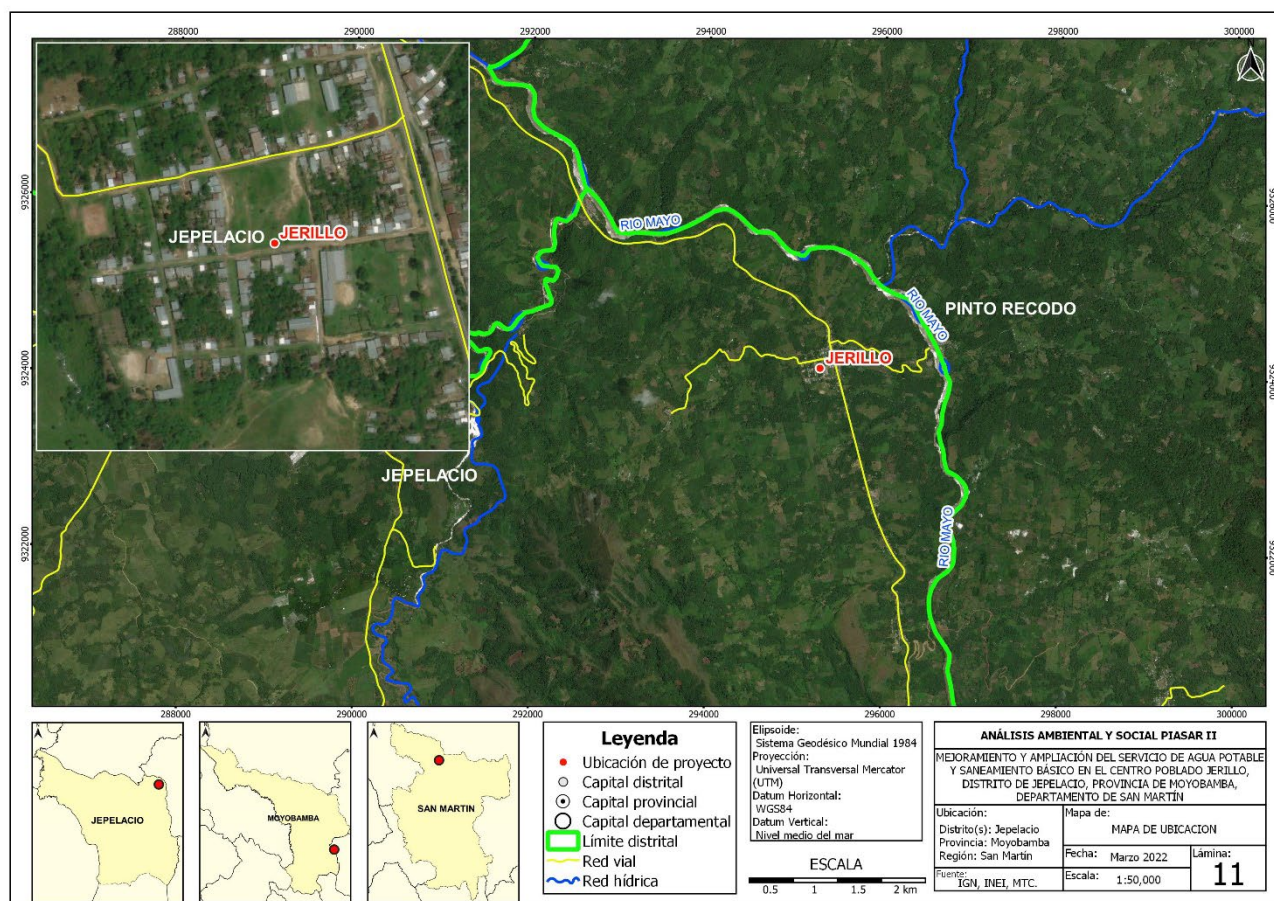 288000 290000 292000 294000 296000 298000 300000
9326000
9324000
9322000
9326000
9324000
9322000
JEPELACIO
JERILLO
RIO MAYO
RIO MAYO
PINTO RECODO
JERILLO
JEPELACIO
RIO MAYO
288000 290000 292000 294000 296000 298000 300000
N
JEPELACIO
N
MOYOBAMBA
N
SAN MARTIN
Leyenda
Ubicación de proyecto
Capital distrital
Capital provincial
Capital departamental
Límite distrital
Red vial
Red hídrica
Elipsoide:
Sistema Geodésico Mundial 1984
Proyección:
Universal Transversal Mercator
(UTM)
Datum Horizontal:
WGS84
Datum Vertical:
Nivel medio del mar
ESCALA
0.5 1 1.5 2 km
ANÁLISIS AMBIENTAL Y SOCIAL PIASAR II
MEJORAMIENTO Y AMPLIACIÓN DEL SERVICIO DE AGUA POTABLE
Y SANEAMIENTO BÁSICO EN EL CENTRO POBLADO JERILLO,
DISTRITO DE JEPELACIO, PROVINCIA DE MOYOBAMBA,
DEPARTAMENTO DE SAN MARTÍN
Ubicación:
Distrito(s): Jepelacio
Provincia: Moyobamba
Región: San Martín
Mapa de:
MAPA DE UBICACION
Fuente:
IGN, INEI, MTC.
Fecha: Marzo 2022
Escala: 1:50,000
Lámina:
11